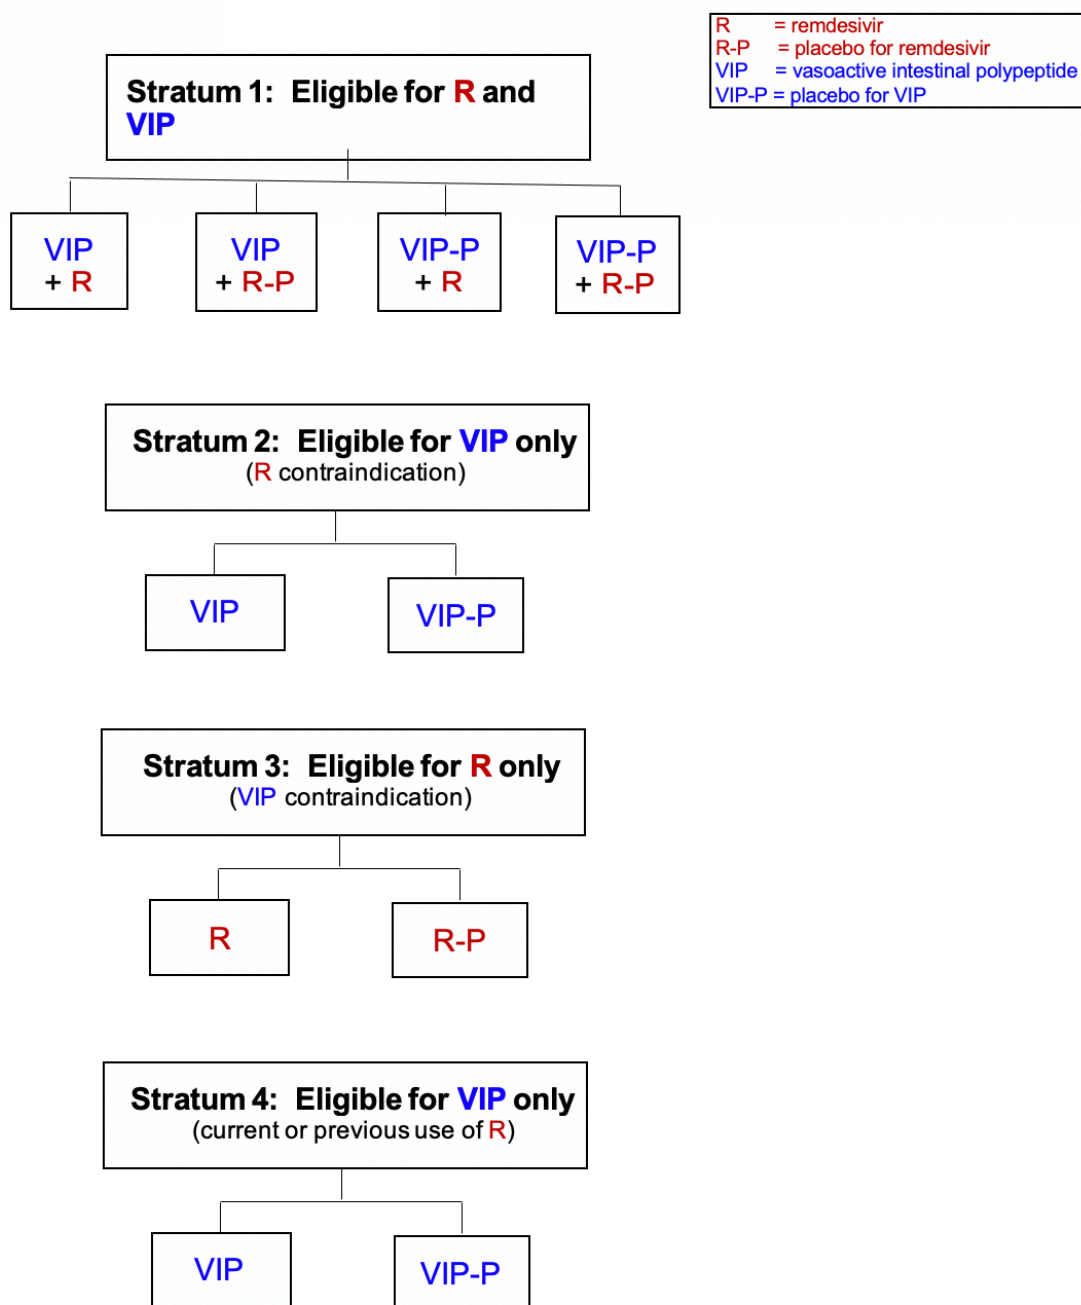 R = remdesivir
R-P = placebo for remdesivir
VIP = vasoactive intestinal polypeptide
VIP-P = placebo for VIP
Stratum 1: Eligible for R and
VIP
VIP
+ R
VIP
+ R-P
VIP-P
+ R
VIP-P
+ R-P
Stratum 2: Eligible for VIP only
(R contraindication)
VIP
VIP-P
Stratum 3: Eligible for R only
(VIP contraindication)
R
R-P
Stratum 4: Eligible for VIP only
(current or previous use of R)
VIP
VIP-P